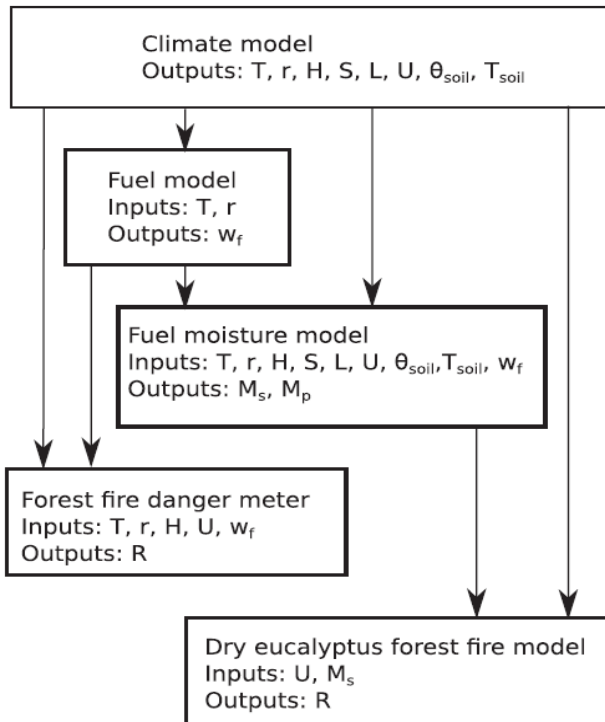 Climate model
Outputs: T, r, H, S, L, U, θsoil, Tsoil
Fuel model
Inputs: T, r
Outputs: wf
Fuel moisture model
Inputs: T, r, H, S, L, U, θsoil,Tsoil, wf
Outputs: Ms, Mp
Forest fire danger meter
Inputs: T, r, H, U, wf
Outputs: R
Dry eucalyptus forest fire model
Inputs: U, Ms
Outputs: R